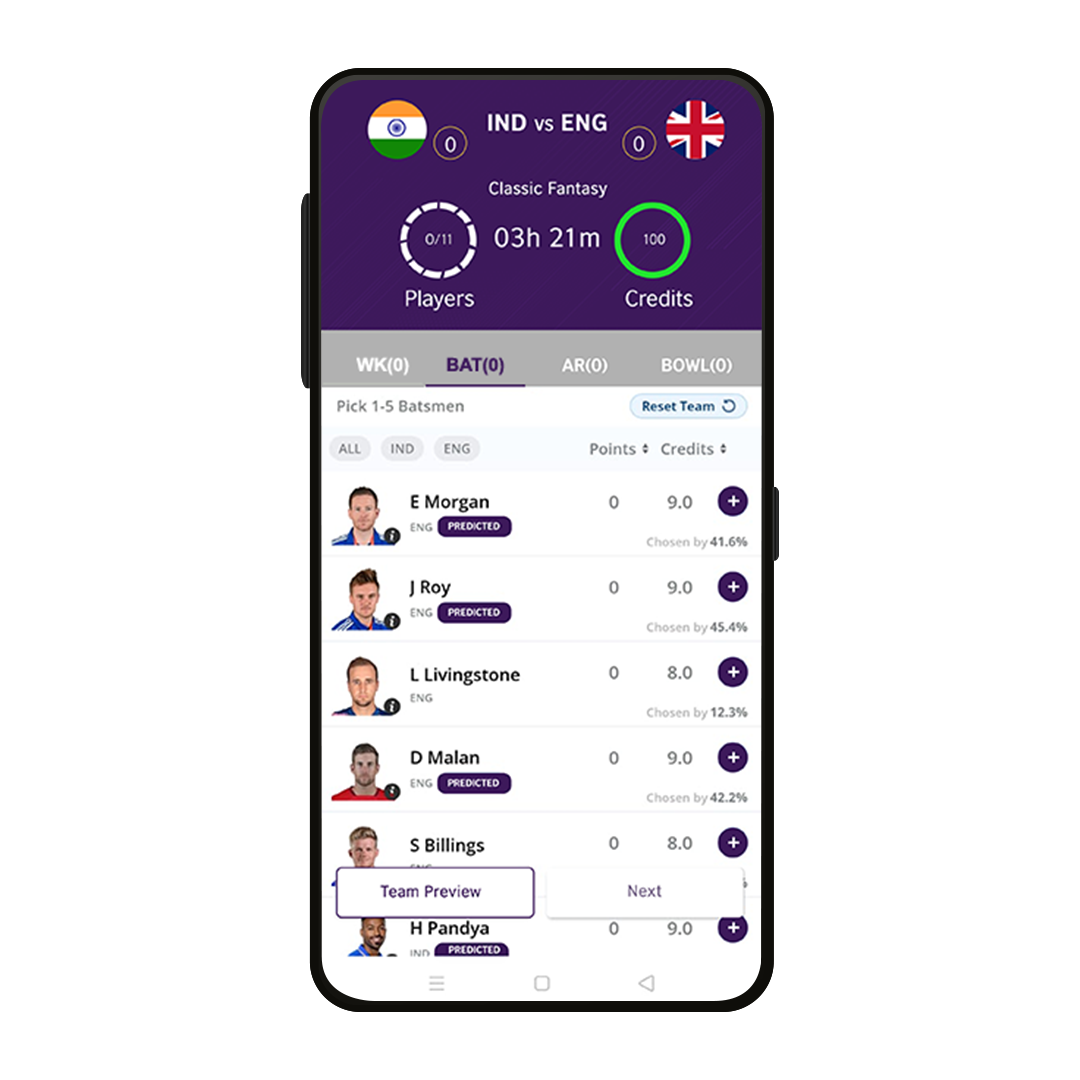 IND vs ENG
0
0
Classic Fantasy
0/11
03h 21m
100
Players
Credits
WK(0) BAT(0) AR(0) BOWL(0)
Pick 1-5 Batsmen
Reset Team
ALL IND ENG Points Credits
E Morgan 0 9.0 +
ENG PREDICTED
Chosen by 41.6%
J Roy 0 9.0 +
ENG PREDICTED
Chosen by 45.4%
L Livingstone 0 8.0 +
ENG
Chosen by 12.3%
D Malan 0 9.0 +
ENG PREDICTED
Chosen by 42.2%
S Billings 0 8.0 +
Team Preview Next
H Pandya 0 9.0 +
IND PREDICTED